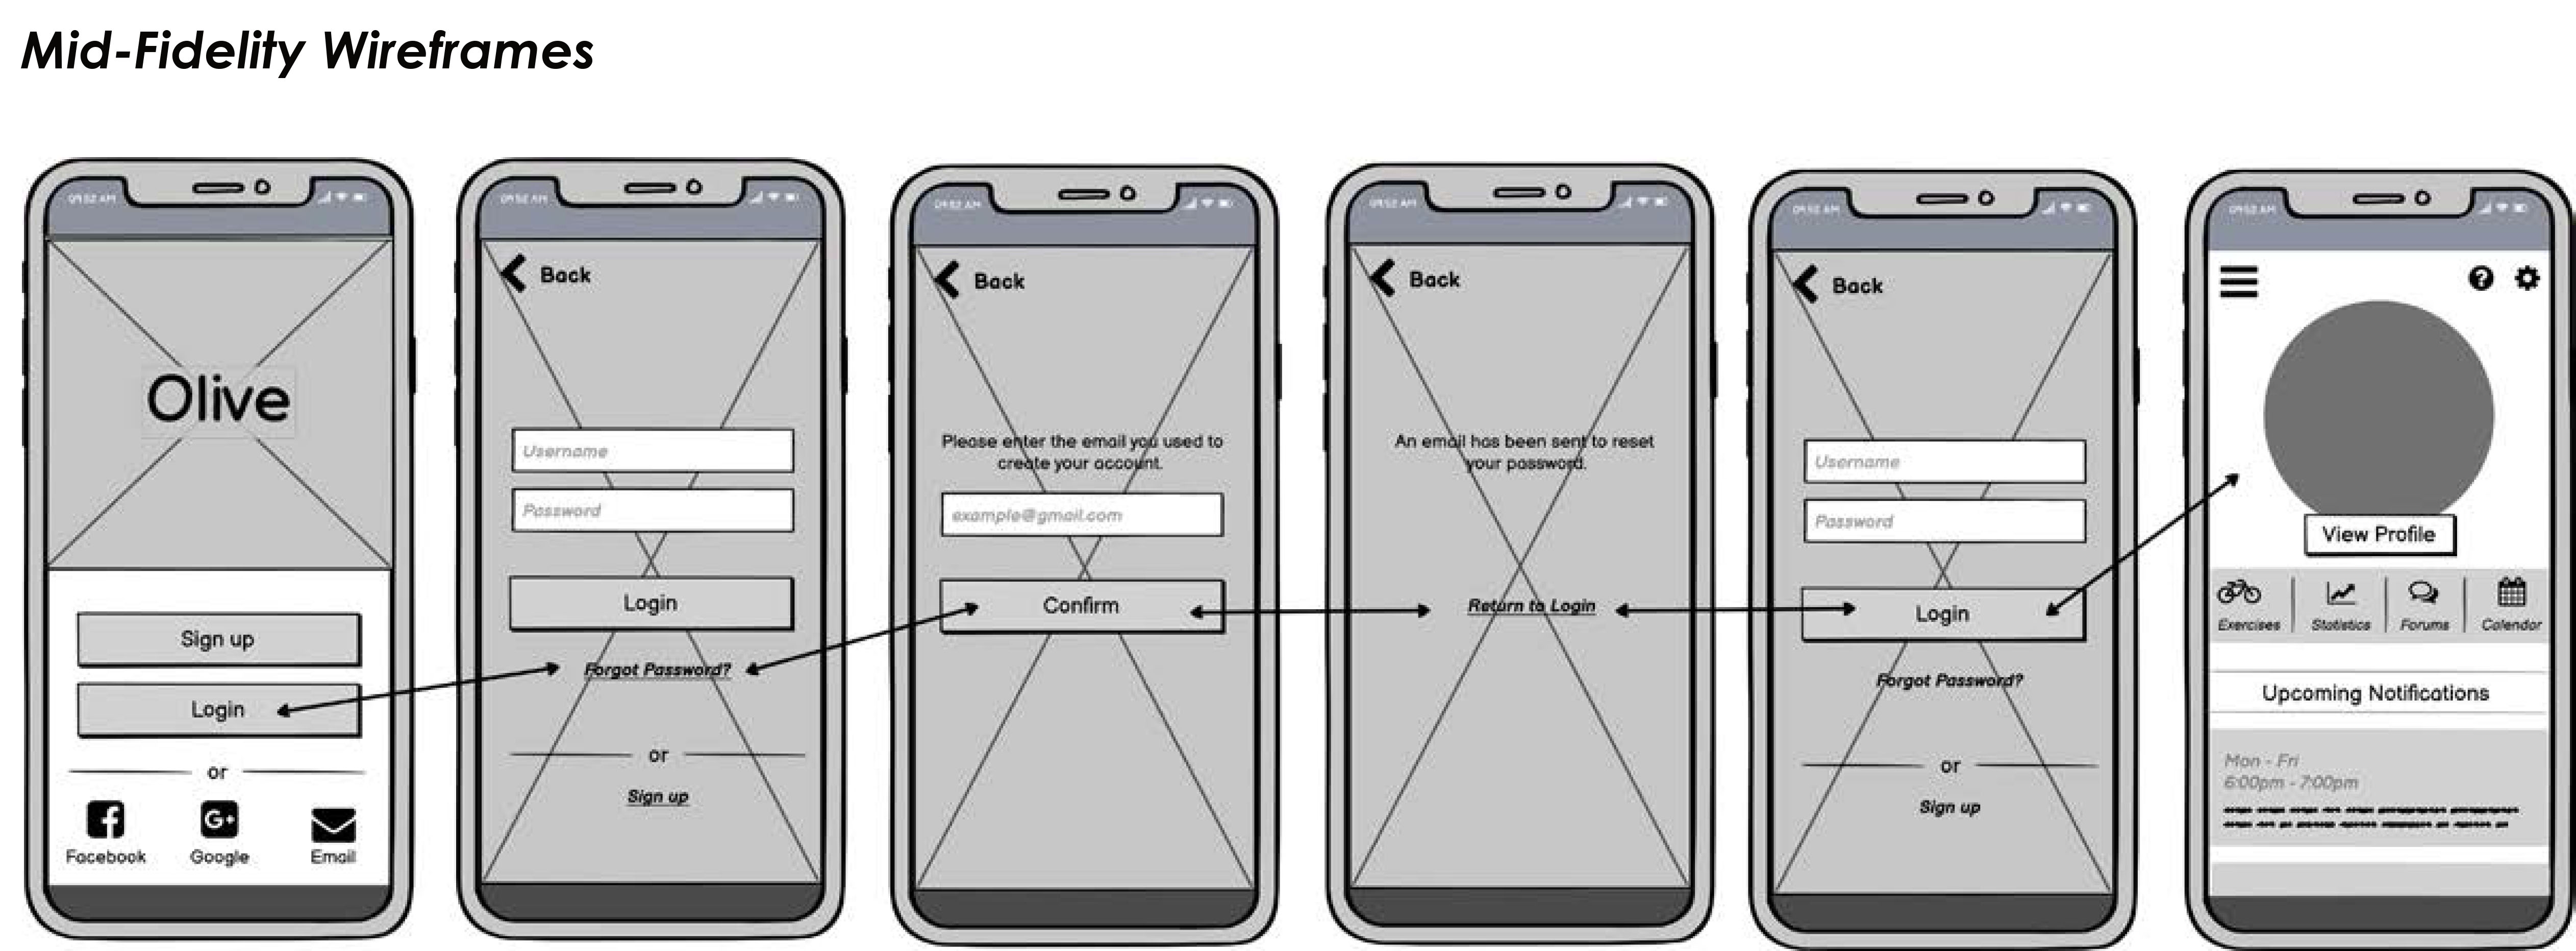 Mid-Fidelity Wireframes
09:52 AM
Olive
Sign up
Login
or
Facebook
Google
Email
09:52 AM
Back
Username
Password
Login
Forgot Password?
or
Sign up
09:52 AM
Back
Please enter the email you used to
create your account.
example@gmail.com
Confirm
09:52 AM
Back
An email has been sent to reset
your password.
Return to Login
09:52 AM
Back
Username
Password
Login
Forgot Password?
or
Sign up
09:52 AM
View Profile
Exercises
Statistics
Forums
Calendar
Upcoming Notifications
Mon - Fri
6:00pm - 7:00pm